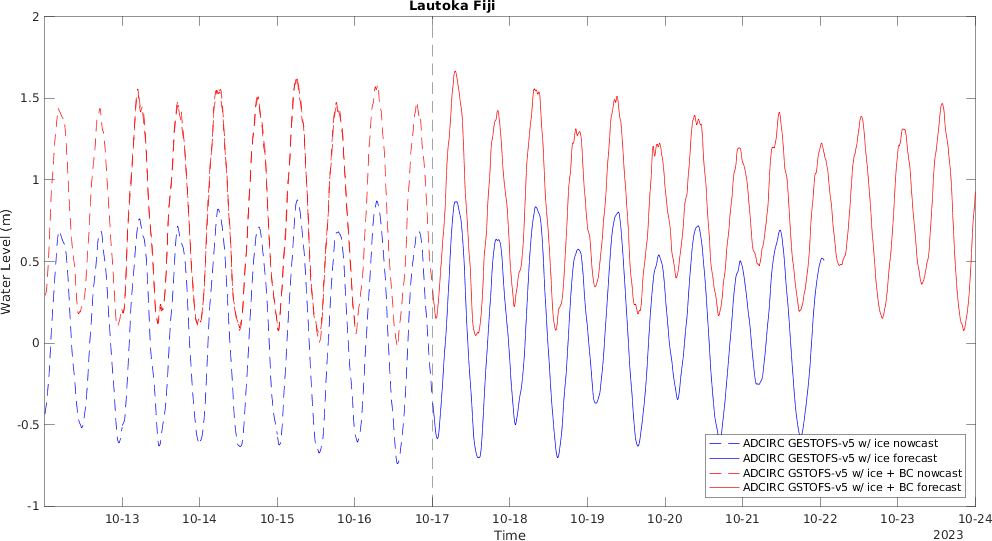 Lautoka Fiji
2
1.5
1
0.5
0
-0.5
-1
Water Level (m)
10-13 10-14 10-15 10-16 10-17 10-18 10-19 10-20 10-21 10-22 10-23 10-24
Time
2023
ADCIRC GESTOFS-v5 w/ ice nowcast
ADCIRC GESTOFS-v5 w/ ice forecast
ADCIRC GSTOFS-v5 w/ ice + BC nowcast
ADCIRC GSTOFS-v5 w/ ice + BC forecast